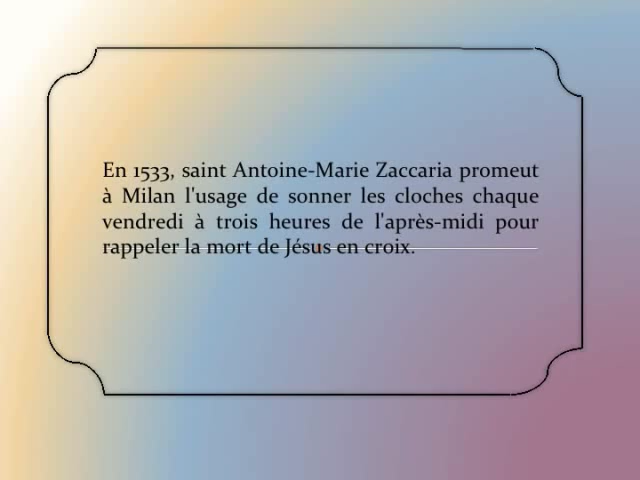 En 1533, saint Antoine-Marie Zaccaria promeut
à Milan l'usage de sonner les cloches chaque
vendredi à trois heures de l'après-midi pour
rappeler la mort de Jésus en croix.